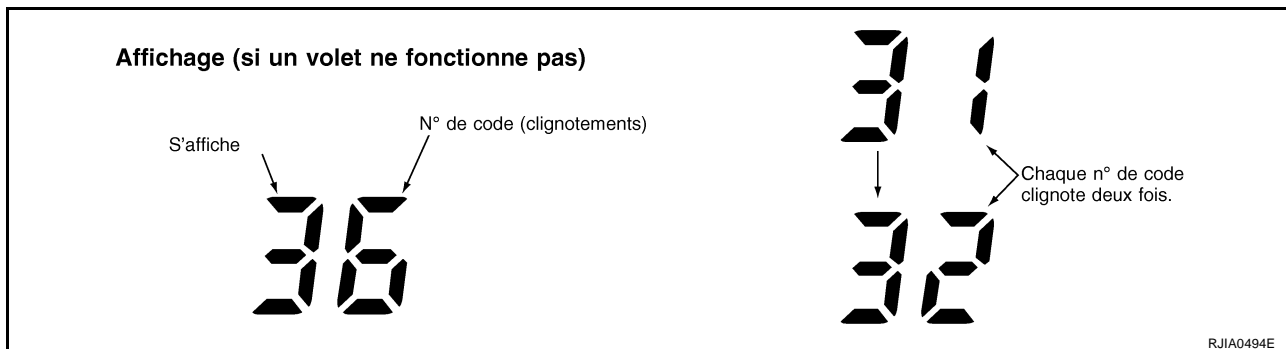 Affichage (si un volet ne fonctionne pas)
S'affiche
N° de code (clignotements)
36
31
Chaque n° de code
clignote deux fois.
32
RJIA0494E